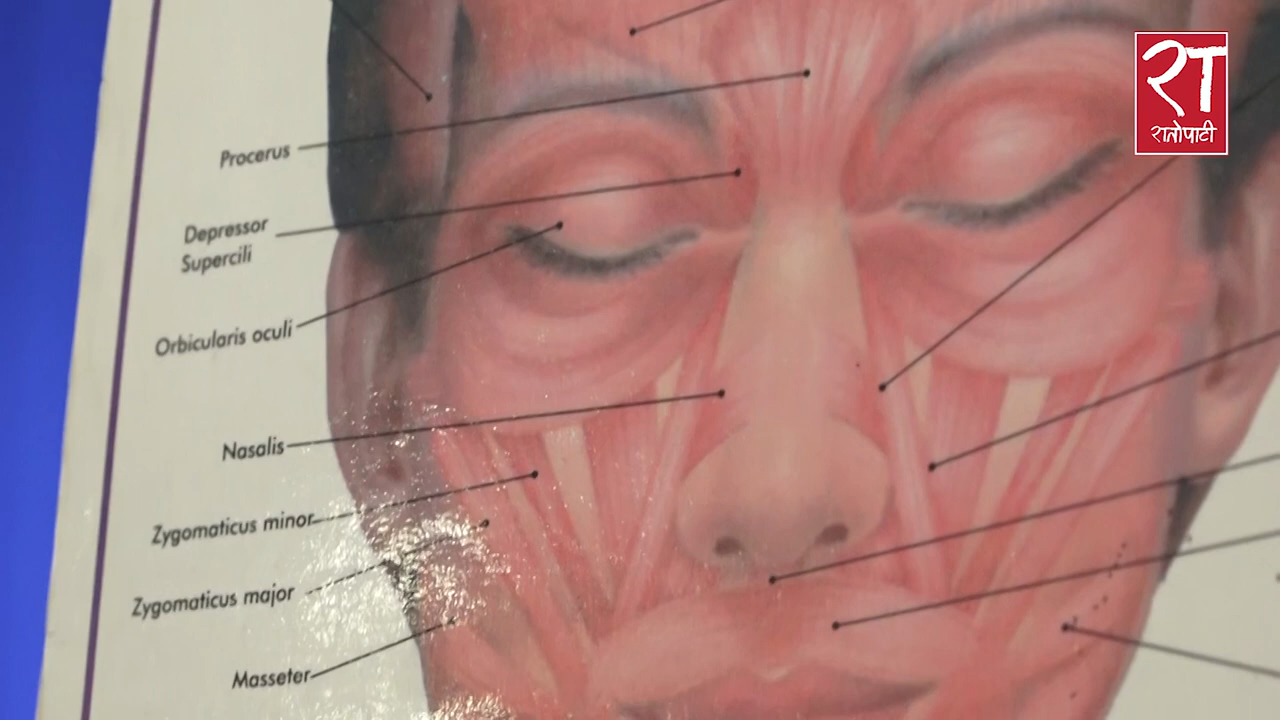 रा
रातोपाटी
Procerus
Depressor
Supercili
Orbicularis oculi
Nasalis
Zygomaticus minor
Zygomaticus major
Masseter